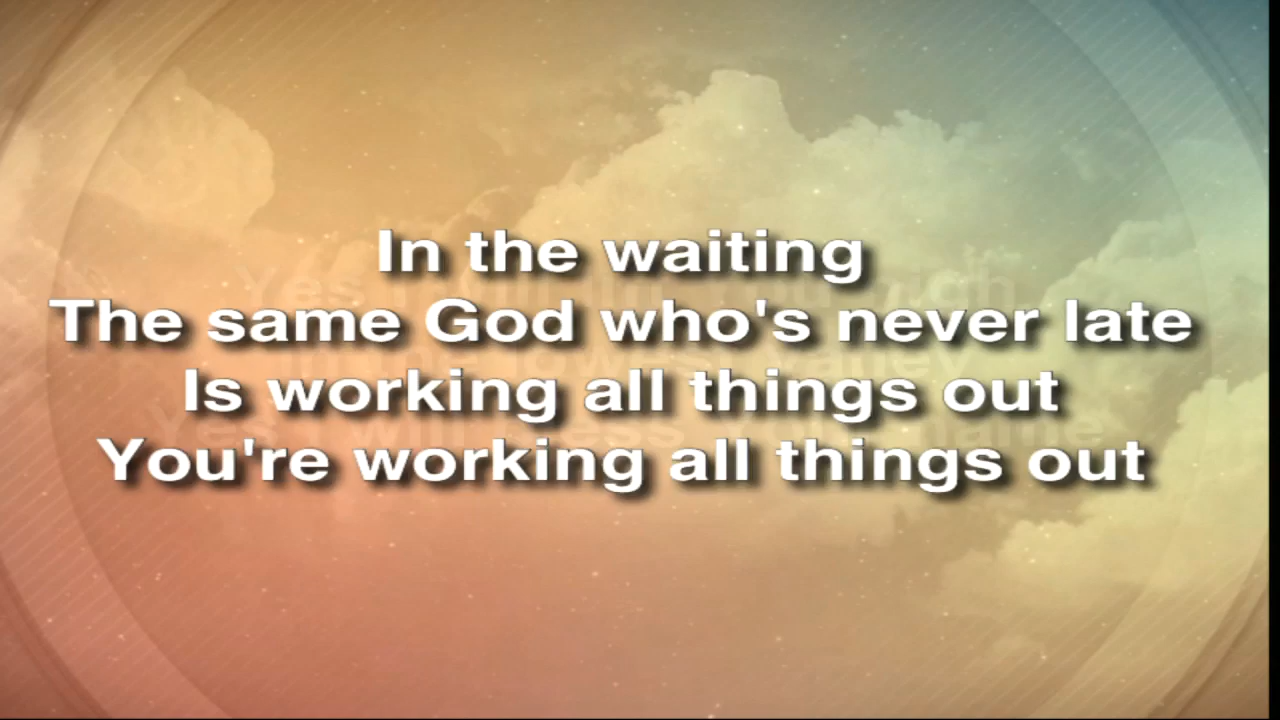 In the waiting
The same God who's never late
Is working all things out
You're working all things out